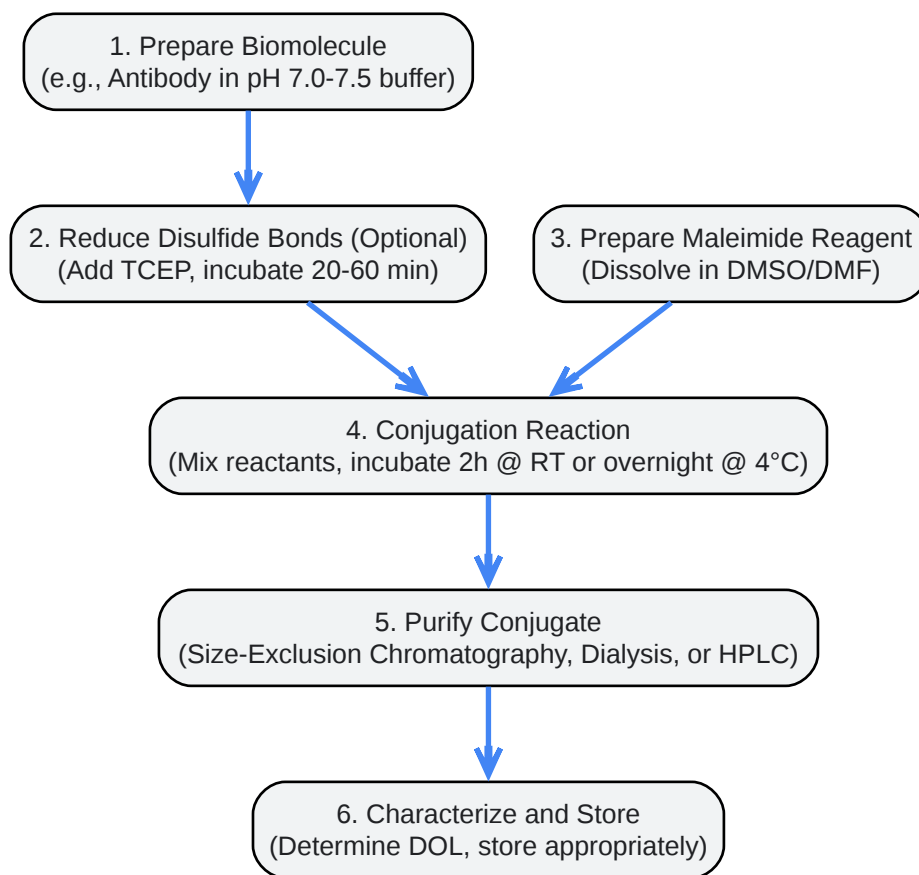 1. Prepare Biomolecule
(e.g., Antibody in pH 7.0-7.5 buffer)
2. Reduce Disulfide Bonds (Optional)
(Add TCEP, incubate 20-60 min)
3. Prepare Maleimide Reagent
(Dissolve in DMSO/DMF)
4. Conjugation Reaction
(Mix reactants, incubate 2h @ RT or overnight @ 4°C)
5. Purify Conjugate
(Size-Exclusion Chromatography, Dialysis, or HPLC)
6. Characterize and Store
(Determine DOL, store appropriately)